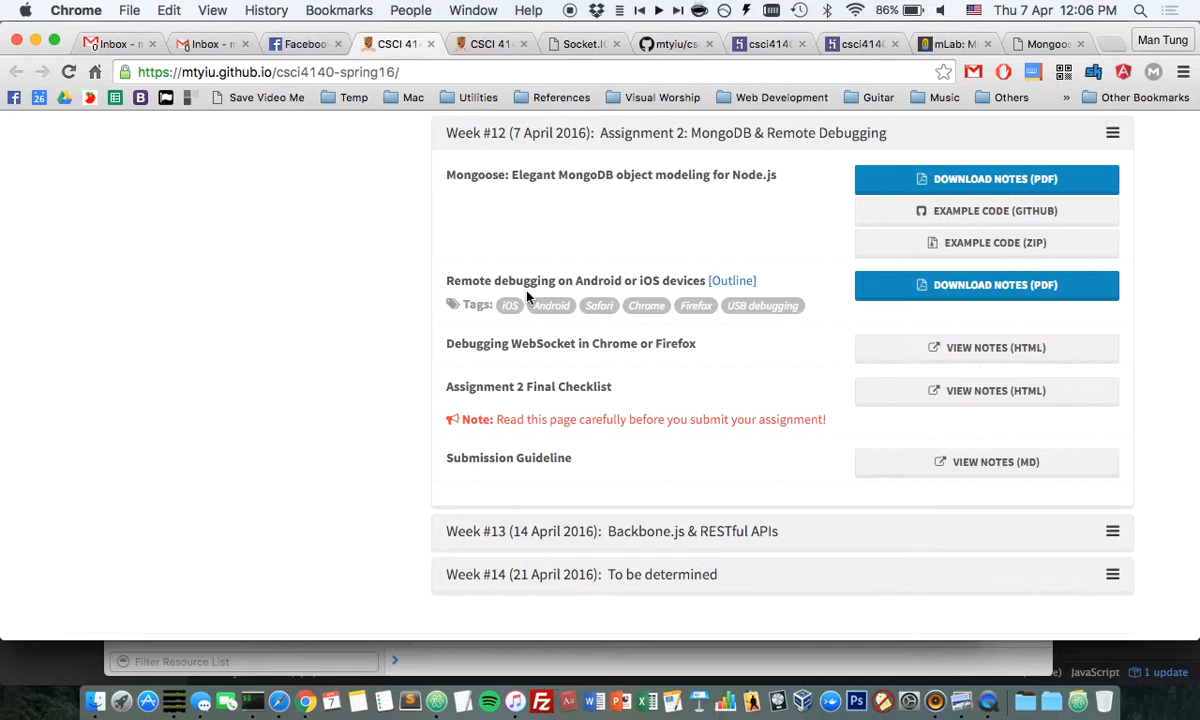 Chrome File Edit View History Bookmarks People Window Help 86% Thu 7 Apr 12:06 PM
Inbox - n Inbox - n Faceboo CSCI 414 CSCI 414 Socket.I mtyiu/cs csci414 csci414 mLab: M Mongoo Man Tung
https://mtyiu.github.io/csci4140-spring16/
Save Video Me Temp Mac Utilities References Visual Worship Web Development Guitar Music Others » Other Bookmarks
Week #12 (7 April 2016): Assignment 2: MongoDB & Remote Debugging
Mongoose: Elegant MongoDB object modeling for Node.js
DOWNLOAD NOTES (PDF)
EXAMPLE CODE (GITHUB)
EXAMPLE CODE (ZIP)
Remote debugging on Android or iOS devices [Outline]
DOWNLOAD NOTES (PDF)
Tags: iOS Android Safari Chrome Firefox USB debugging
Debugging WebSocket in Chrome or Firefox
VIEW NOTES (HTML)
Assignment 2 Final Checklist
VIEW NOTES (HTML)
Note: Read this page carefully before you submit your assignment!
Submission Guideline
VIEW NOTES (MD)
Week #13 (14 April 2016): Backbone.js & RESTful APIs
Week #14 (21 April 2016): To be determined
Filter Resource List
JavaScript 1 update